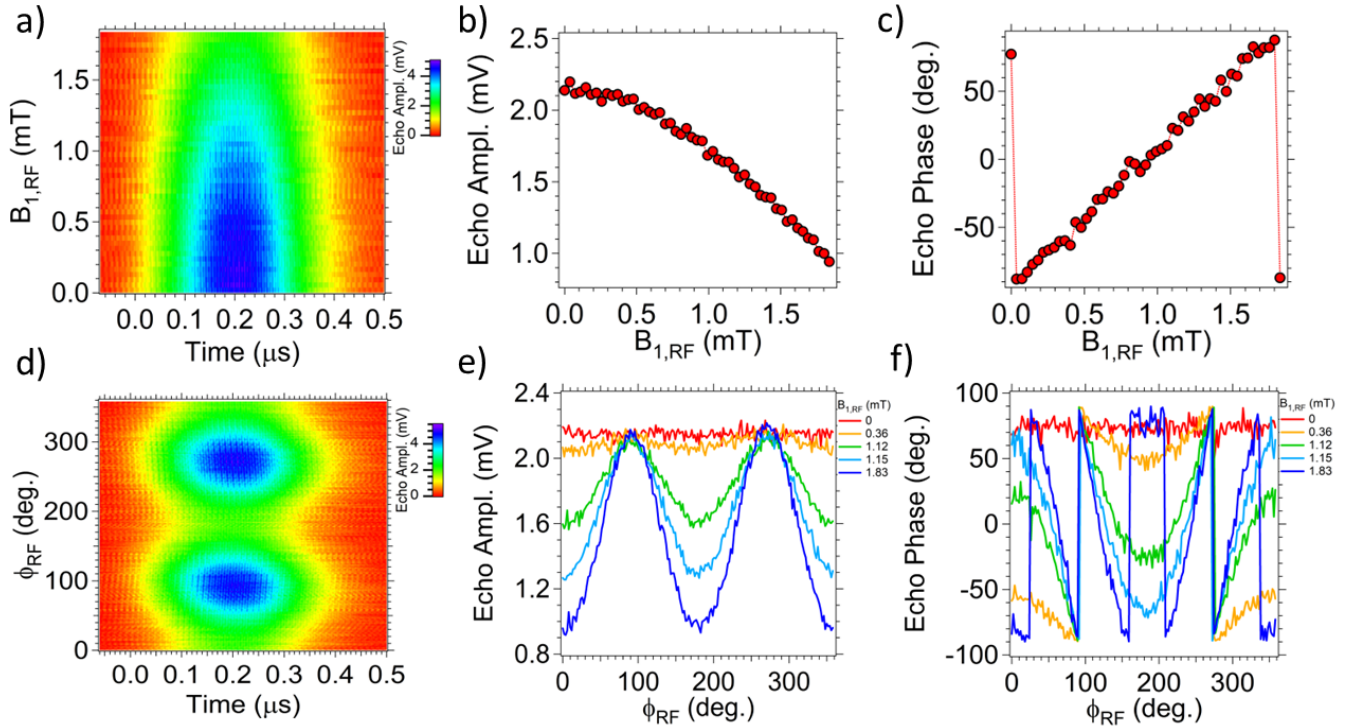 a)
B1,RF (mT)
1.5
1.0
0.5
0.0
0.0 0.1 0.2 0.3 0.4 0.5
Time (μs)
Echo Ampl. (mV)
4
2
0
b)
Echo Ampl. (mV)
2.5
2.0
1.5
1.0
0.0 0.5 1.0 1.5
B1,RF (mT)
c)
Echo Phase (deg.)
50
0
-50
0.0 0.5 1.0 1.5
B1,RF (mT)
d)
ϕRF (deg.)
300
200
100
0
0.0 0.1 0.2 0.3 0.4 0.5
Time (μs)
Echo Ampl. (mV)
4
2
0
e)
Echo Ampl. (mV)
2.4
2.0
1.6
1.2
0.8
0 100 200 300
ϕRF (deg.)
B1,RF (mT)
0
0.36
1.12
1.15
1.83
f)
Echo Phase (deg.)
100
50
0
-50
-100
0 100 200 300
ϕRF (deg.)
B1,RF (mT)
0
0.36
1.12
1.15
1.83